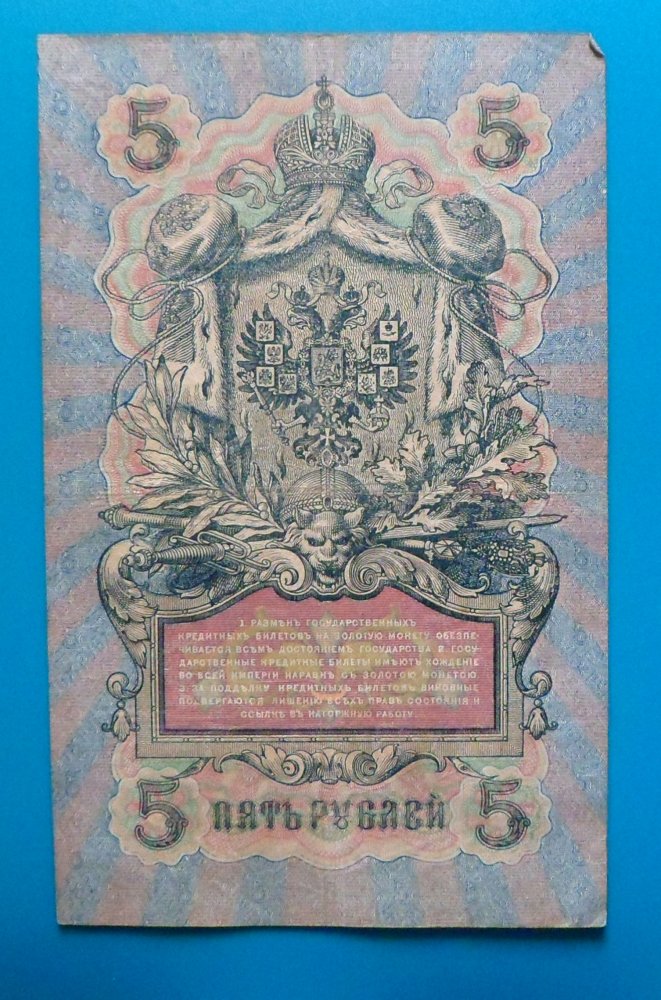 5 5
1. РАЗМѢНЪ ГОСУДАРСТВЕННЫХЪ
КРЕДИТНЫХЪ БИЛЕТОВЪ НА ЗОЛОТУЮ МОНЕТУ ОБЕЗПЕ-
ЧИВАЕТСЯ ВСѢМЪ ДОСТОЯНІЕМЪ ГОСУДАРСТВА. 2. ГОСУ-
ДАРСТВЕННЫЕ КРЕДИТНЫЕ БИЛЕТЫ ИМѢЮТЪ ХОЖДЕНІЕ
ВО ВСЕЙ ИМПЕРІИ НАРАВНѢ СЪ ЗОЛОТОЮ МОНЕТОЮ.
3. ЗА ПОДДѢЛКУ КРЕДИТНЫХЪ БИЛЕТОВЪ ВИНОВНЫЕ
ПОДВЕРГАЮТСЯ ЛИШЕНІЮ ВСѢХЪ ПРАВЪ СОСТОЯНІЯ И
ССЫЛКѢ ВЪ КАТОРЖНУЮ РАБОТУ.
5 ПЯТЬ РУБЛЕЙ 5